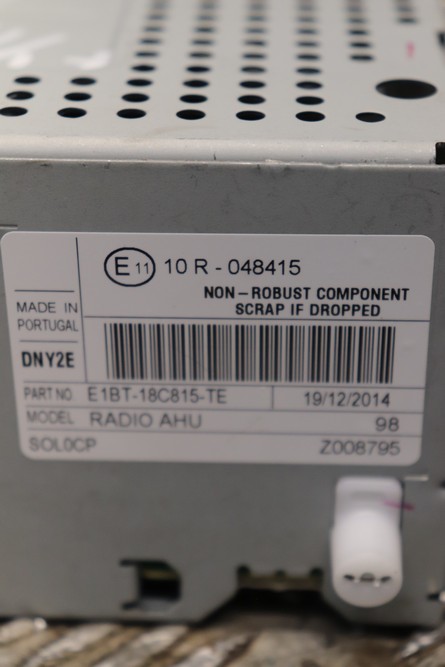 E 11 10 R - 048415
NON-ROBUST COMPONENT
SCRAP IF DROPPED
MADE IN
PORTUGAL
DNY2E
PART NO E1BT-18C815-TE 19/12/2014
MODEL RADIO AHU 98
SOL0CP Z008795